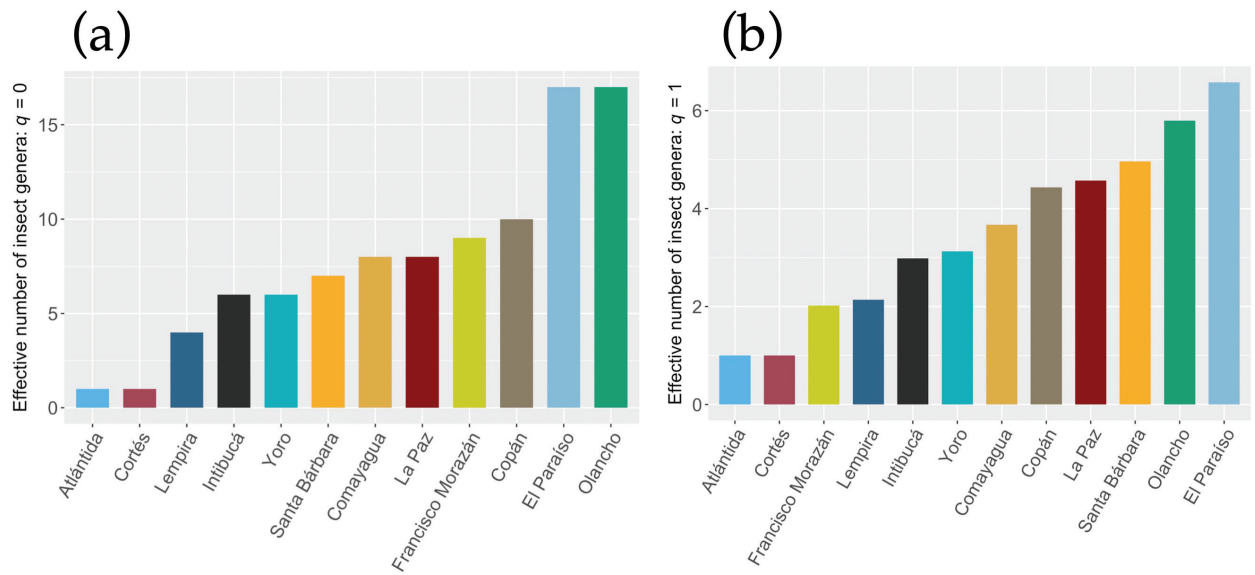 (a)
Effective number of insect genera: q = 0
15
10
5
0
Atlántida
Cortés
Lempira
Intibucá
Yoro
Santa Bárbara
Comayagua
La Paz
Francisco Morazán
Copán
El Paraíso
Olancho
(b)
Effective number of insect genera: q = 1
6
4
2
0
Atlántida
Cortés
Francisco Morazán
Lempira
Intibucá
Yoro
Comayagua
Copán
La Paz
Santa Bárbara
Olancho
El Paraíso